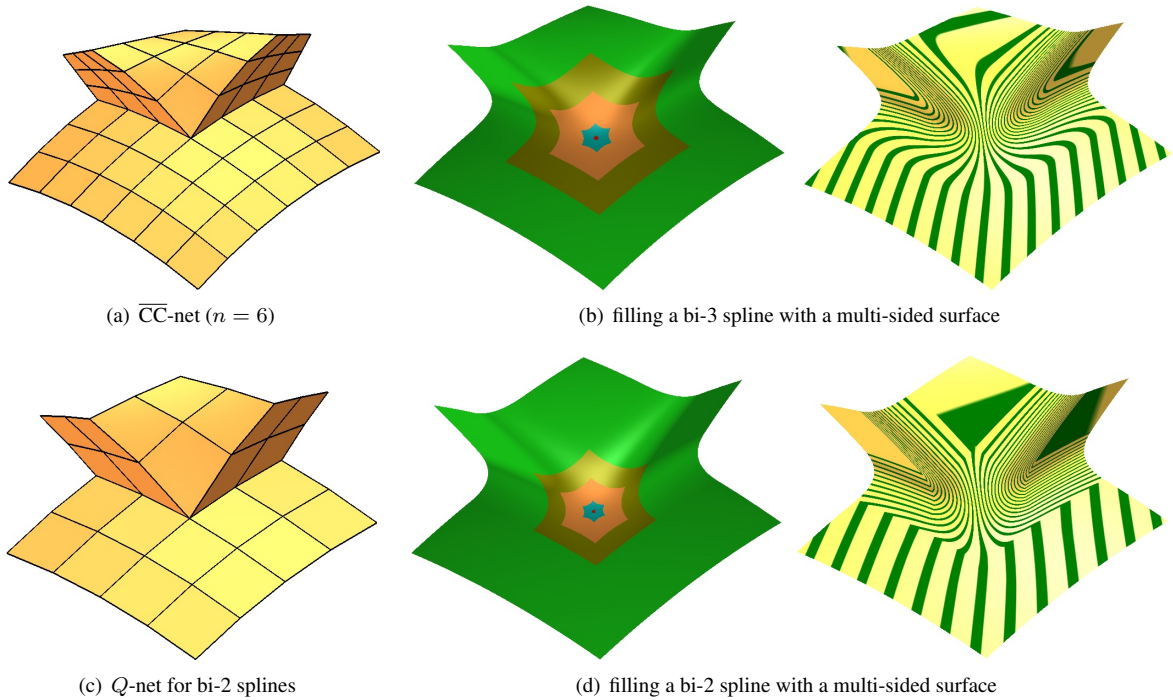 (a) C̅C̅-net (n = 6)
(b) filling a bi-3 spline with a multi-sided surface
(c) Q-net for bi-2 splines
(d) filling a bi-2 spline with a multi-sided surface